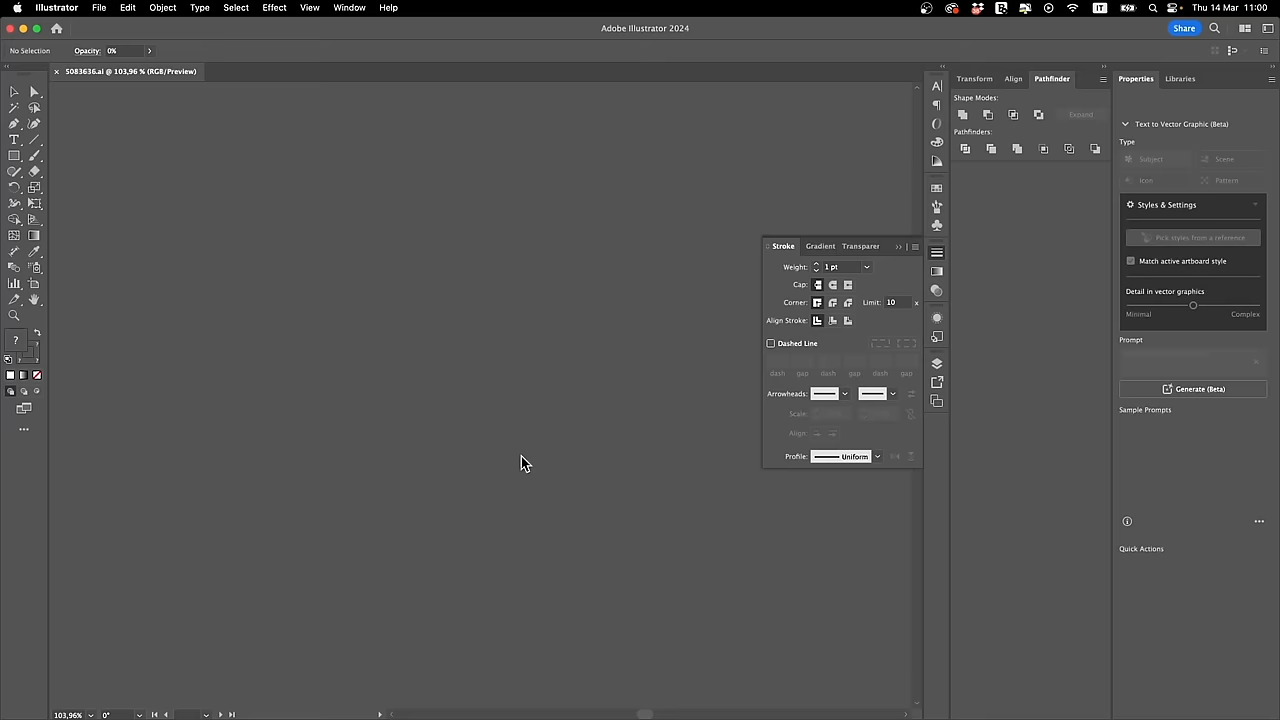 Illustrator File Edit Object Type Select Effect View Window Help
IT
Thu 14 Mar 11:00
Adobe Illustrator 2024
Share
No Selection
Opacity: 0%
5083636.ai @ 103,96 % (RGB/Preview)
Transform Align Pathfinder
Shape Modes:
Expand
Pathfinders:
Properties Libraries
Text to Vector Graphic (Beta)
Type
Subject Scene
Icon Pattern
Styles & Settings
Pick styles from a reference
Match active artboard style
Detail in vector graphics
Minimal Complex
Prompt
Generate (Beta)
Sample Prompts
Quick Actions
Stroke Gradient Transparer
Weight: 1 pt
Cap:
Corner: Limit: 10 x
Align Stroke:
Dashed Line
dash gap dash gap dash gap
Arrowheads:
Scale:
Align:
Profile: Uniform
?
103,96% 0°